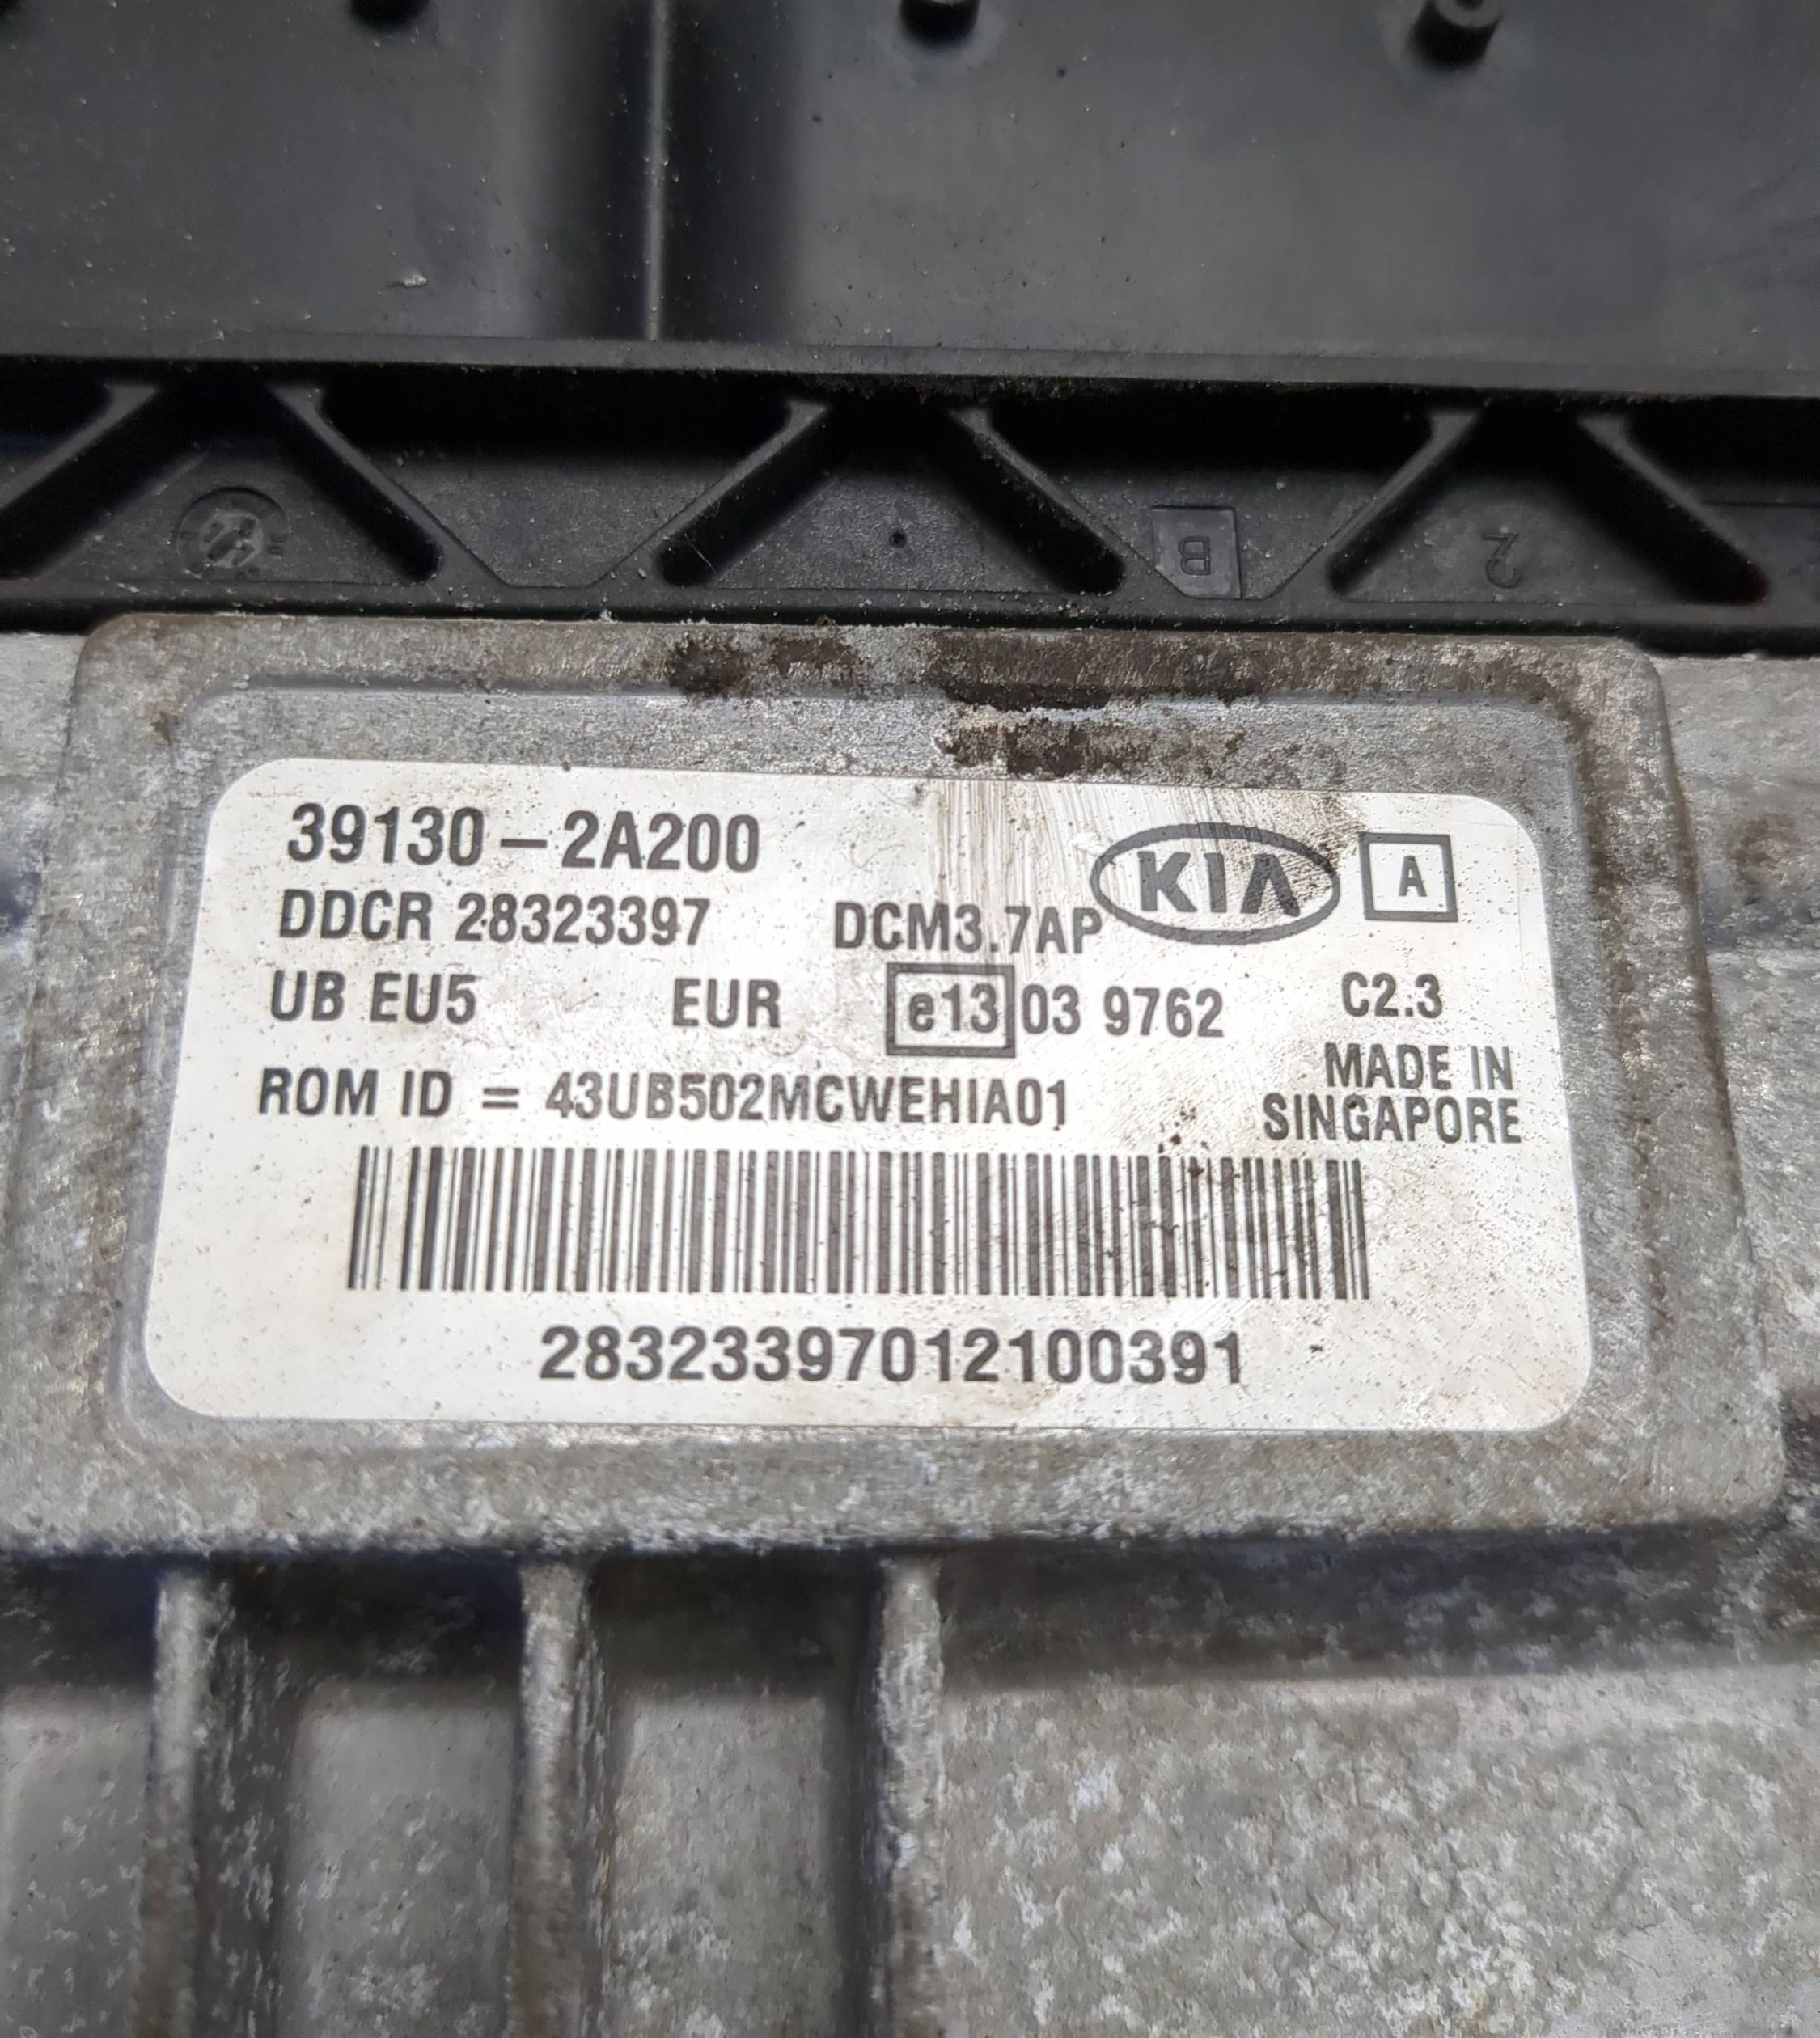 B 2
39130-2A200 KIA A
DDCR 28323397 DCM3.7AP
UB EU5 EUR e13 03 9762 C2.3
ROM ID = 43UB502MCWEHIA01 MADE IN
SINGAPORE
28323397012100391